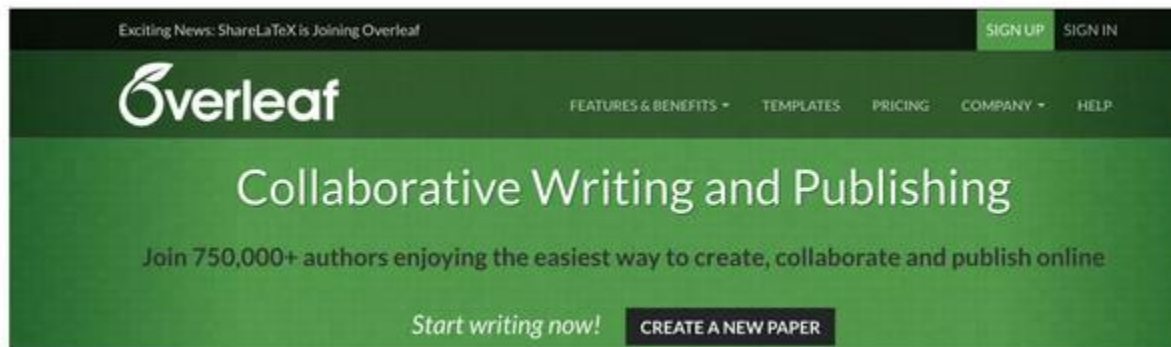 Exciting News: ShareLaTeX is Joining Overleaf SIGN UP SIGN IN
Overleaf FEATURES & BENEFITS TEMPLATES PRICING COMPANY HELP
Collaborative Writing and Publishing
Join 750,000+ authors enjoying the easiest way to create, collaborate and publish online
Start writing now! CREATE A NEW PAPER